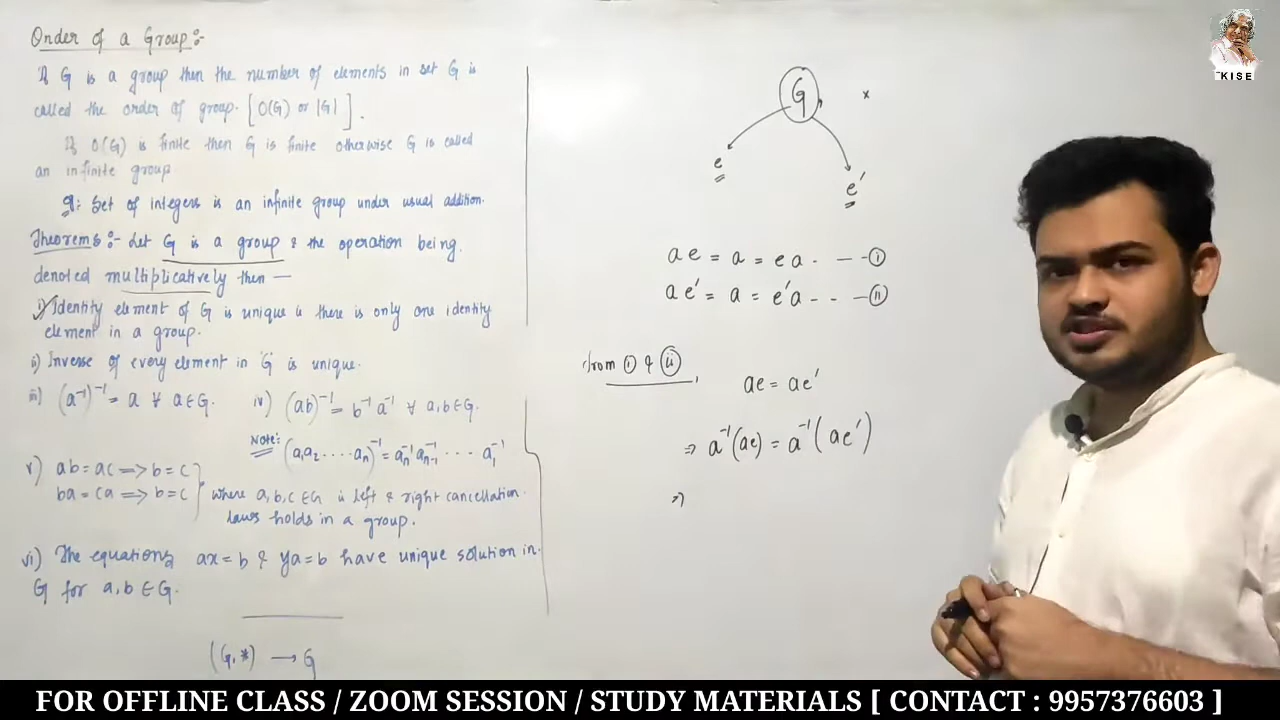 Order of a Group :-
If G is a group then the number of elements in set G is
called the order of group. [O(G) or |G|].
If O(G) is finite then G is finite otherwise G is called
an infinite group
eg: Set of integers is an infinite group under usual addition.
Theorems :- Let G is a group & the operation being
denoted multiplicatively then —
i) Identity element of G is unique i.e. there is only one identity
element in a group.
ii) Inverse of every element in 'G' is unique.
iii) (a⁻¹)⁻¹ = a ∀ a∈G. iv) (ab)⁻¹ = b⁻¹ a⁻¹ ∀ a,b∈G.
Note: (a₁a₂ ..... aₙ)⁻¹ = aₙ⁻¹ aₙ₋₁⁻¹ ..... a₁⁻¹
v) ab = ac ⟹ b = c
ba = ca ⟹ b = c } where a,b,c ∈ G is left & right cancellation
laws holds in a group.
vi) The equations ax = b & ya = b have unique solution in
G for a,b ∈ G.
(G,*) → G
G, *
e
e'
ae = a = ea. — - (i)
ae' = a = e'a - - - (ii)
from (i) & (ii),
ae = ae'
⇒ a⁻¹(ae) = a⁻¹(ae')
⇒)
KISE
FOR OFFLINE CLASS / ZOOM SESSION / STUDY MATERIALS [ CONTACT : 9957376603 ]